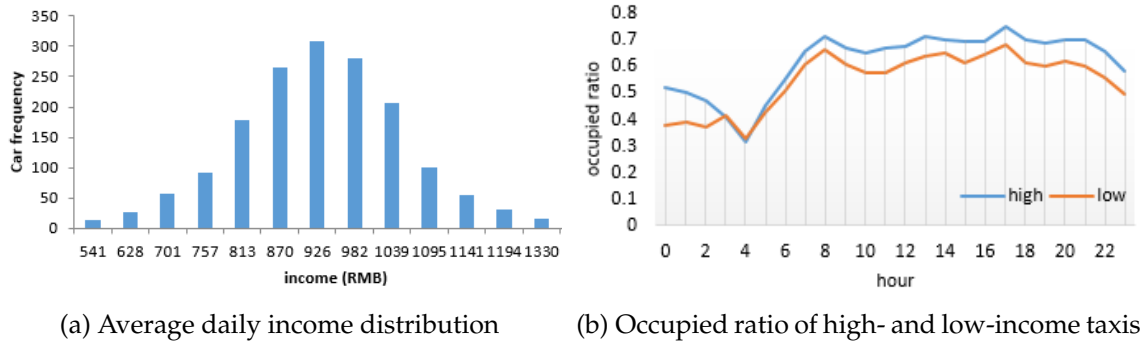 350
300
250
200
150
100
50
0
Car frequency
541 628 701 757 813 870 926 982 1039 1095 1141 1194 1330
income (RMB)
(a) Average daily income distribution
0.8
0.7
0.6
0.5
0.4
0.3
0.2
0.1
0
occupied ratio
high low
0 2 4 6 8 10 12 14 16 18 20 22
hour
(b) Occupied ratio of high- and low-income taxis